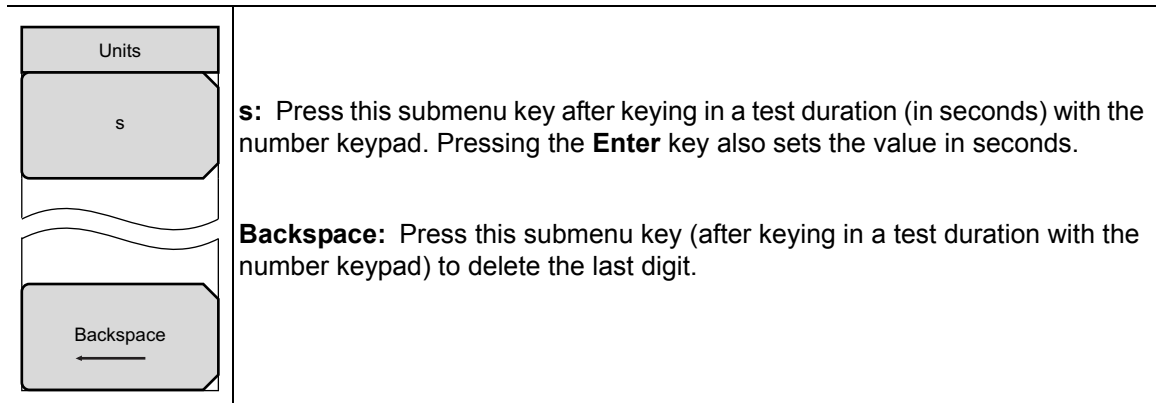 Units
s
Backspace
s: Press this submenu key after keying in a test duration (in seconds) with the
number keypad. Pressing the Enter key also sets the value in seconds.
Backspace: Press this submenu key (after keying in a test duration with the
number keypad) to delete the last digit.